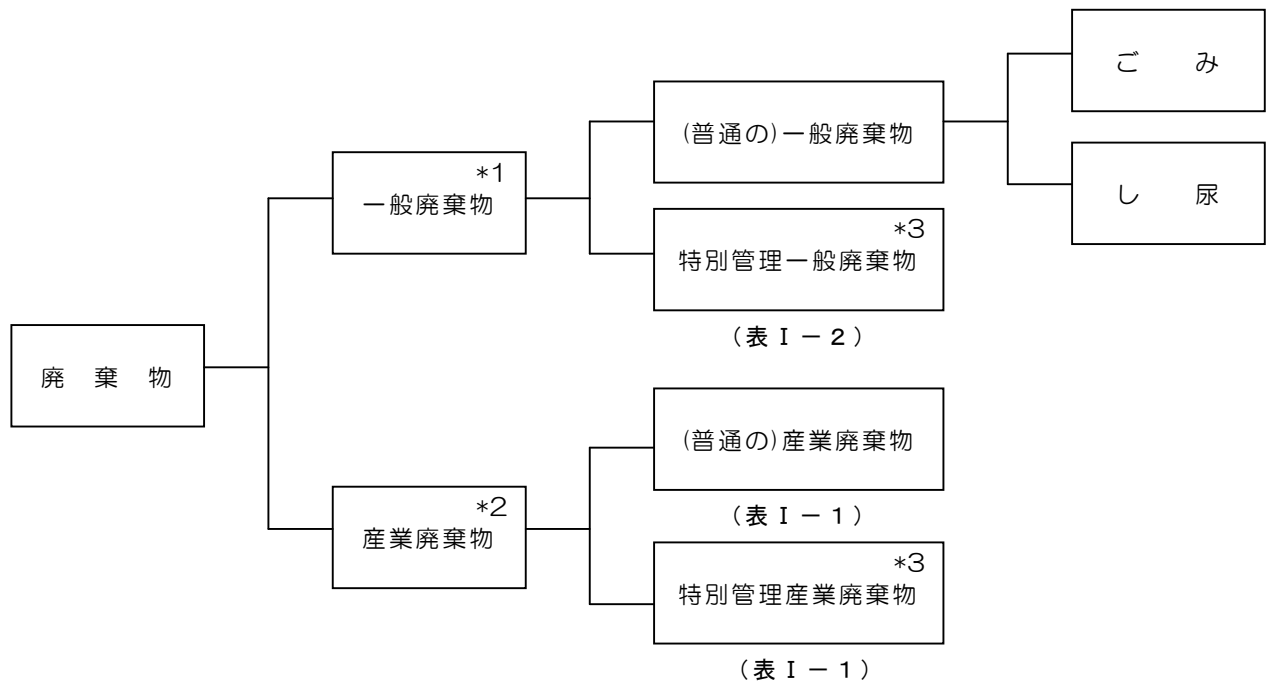 ご　み
(普通の)一般廃棄物
し　尿
*1
一般廃棄物
*3
特別管理一般廃棄物
（表Ⅰ－2）
廃　棄　物
(普通の)産業廃棄物
（表Ⅰ－1）
*2
産業廃棄物
*3
特別管理産業廃棄物
（表Ⅰ－1）